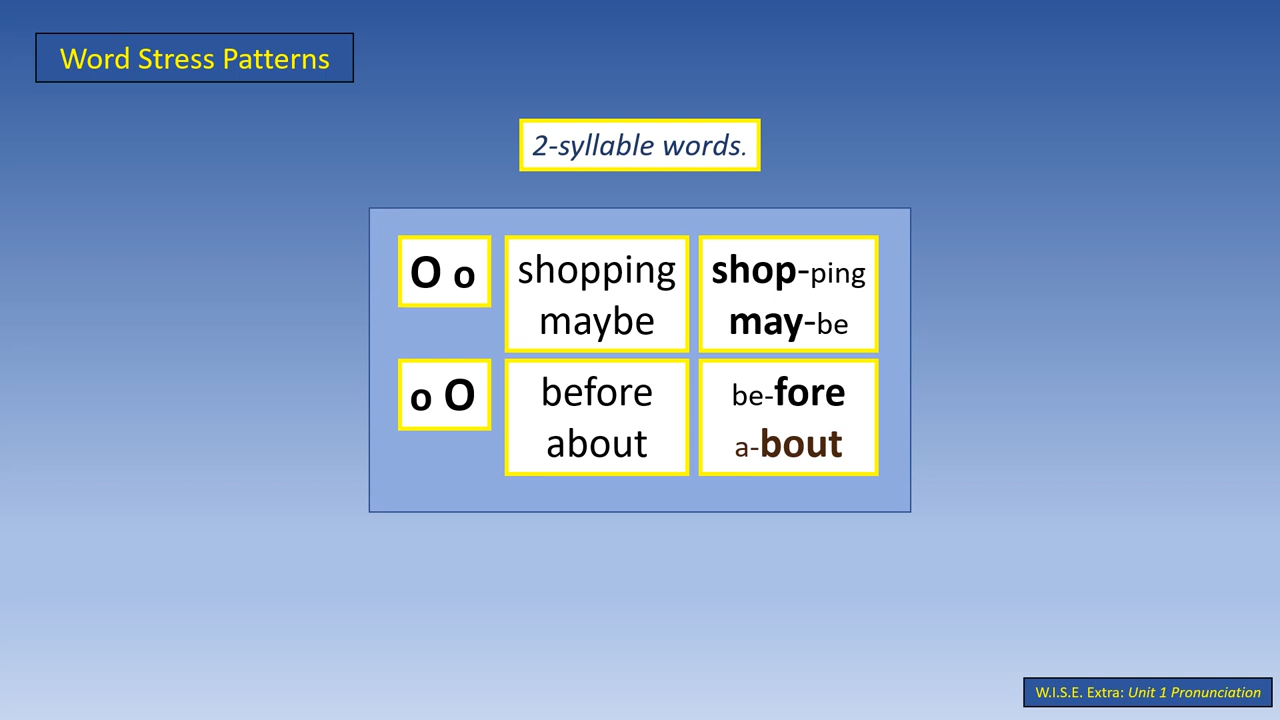 Word Stress Patterns
2-syllable words.
O o
shopping
maybe
shop-ping
may-be
o O
before
about
be-fore
a-bout
W.I.S.E. Extra: Unit 1 Pronunciation